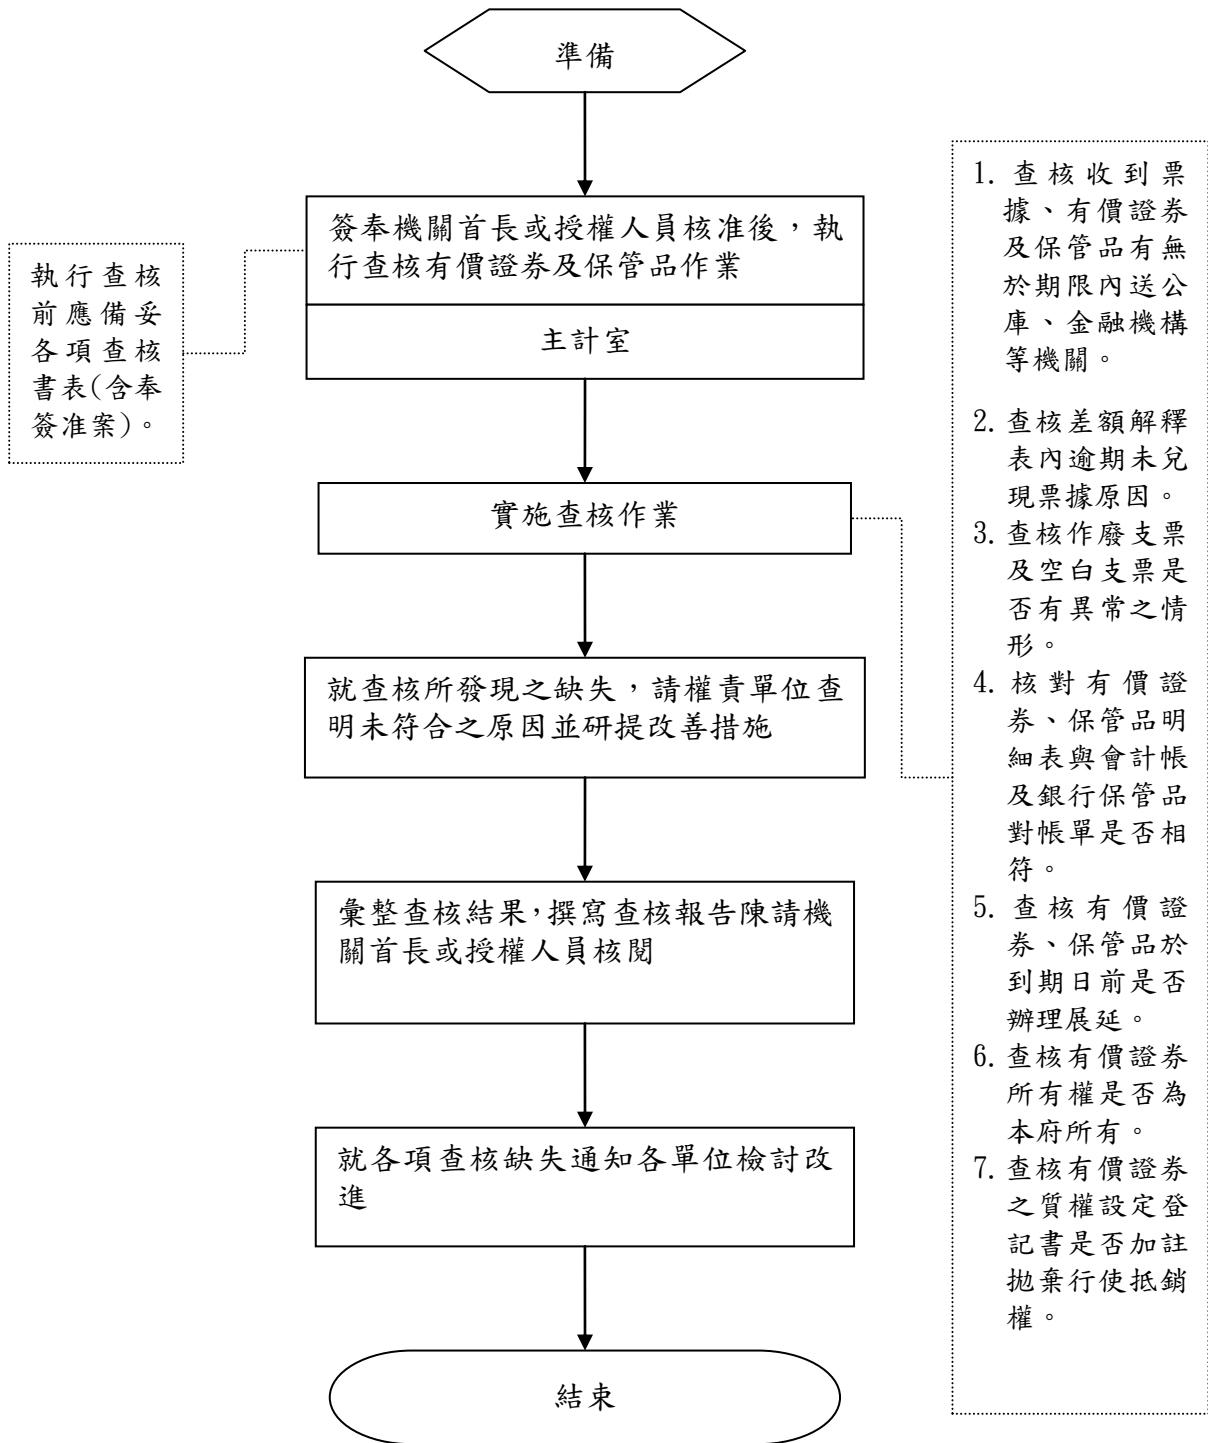 準備
簽奉機關首長或授權人員核准後，執
行查核有價證券及保管品作業
主計室
執行查核
前應備妥
各項查核
書表(含奉
簽准案)。
實施查核作業
就查核所發現之缺失，請權責單位查
明未符合之原因並研提改善措施
彙整查核結果，撰寫查核報告陳請機
關首長或授權人員核閱
就各項查核缺失通知各單位檢討改
進
結束
1. 查核收到票
據、有價證券
及保管品有無
於期限內送公
庫、金融機構
等機關。
2. 查核差額解釋
表內逾期未兌
現票據原因。
3. 查核作廢支票
及空白支票是
否有異常之情
形。
4. 核對有價證
券、保管品明
細表與會計帳
及銀行保管品
對帳單是否相
符。
5. 查核有價證
券、保管品於
到期日前是否
辦理展延。
6. 查核有價證券
所有權是否為
本府所有。
7. 查核有價證券
之質權設定登
記書是否加註
拋棄行使抵銷
權。